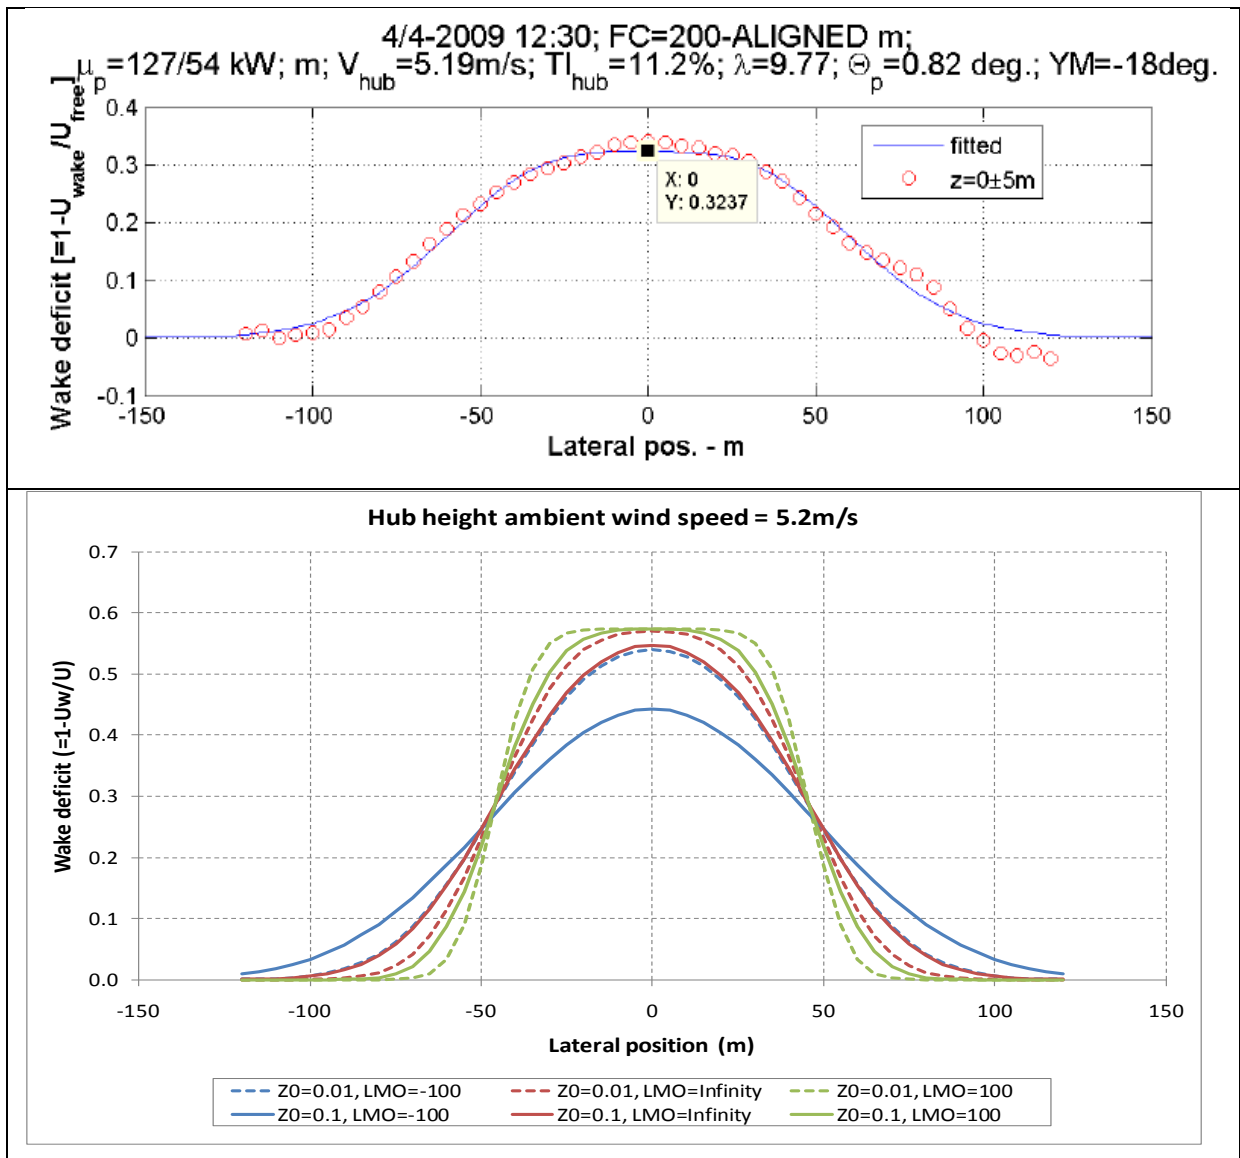 4/4-2009 12:30; FC=200-ALIGNED m;
μp=127/54 kW; m; Vhub=5.19m/s; TIhub=11.2%; λ=9.77; Θp=0.82 deg.; YM=-18deg.
Wake deficit [=1-Uwake/Ufree]
0.4
0.3
0.2
0.1
0
-0.1
fitted
z=0±5m
X: 0
Y: 0.3237
-150
-100
-50
0
50
100
150
Lateral pos. - m
Hub height ambient wind speed = 5.2m/s
Wake deficit (=1-Uw/U)
0.7
0.6
0.5
0.4
0.3
0.2
0.1
0.0
-150
-100
-50
0
50
100
150
Lateral position (m)
Z0=0.01, LMO=-100
Z0=0.01, LMO=Infinity
Z0=0.01, LMO=100
Z0=0.1, LMO=-100
Z0=0.1, LMO=Infinity
Z0=0.1, LMO=100